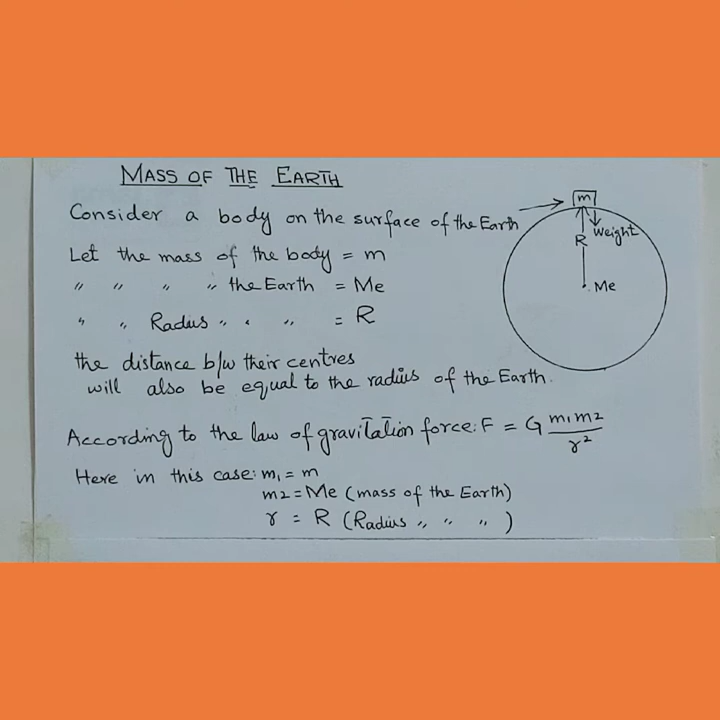 MASS OF THE EARTH
Consider a body on the surface of the Earth
Let the mass of the body = m
" " " " the Earth = Me
" " Radius " " " = R
the distance b/w their centres
will also be equal to the radius of the Earth.
According to the law of gravitation force: F = G m1 m2 / r²
Here in this case: m1 = m
m2 = Me (mass of the Earth)
r = R (Radius " " ")
m
R weight
Me